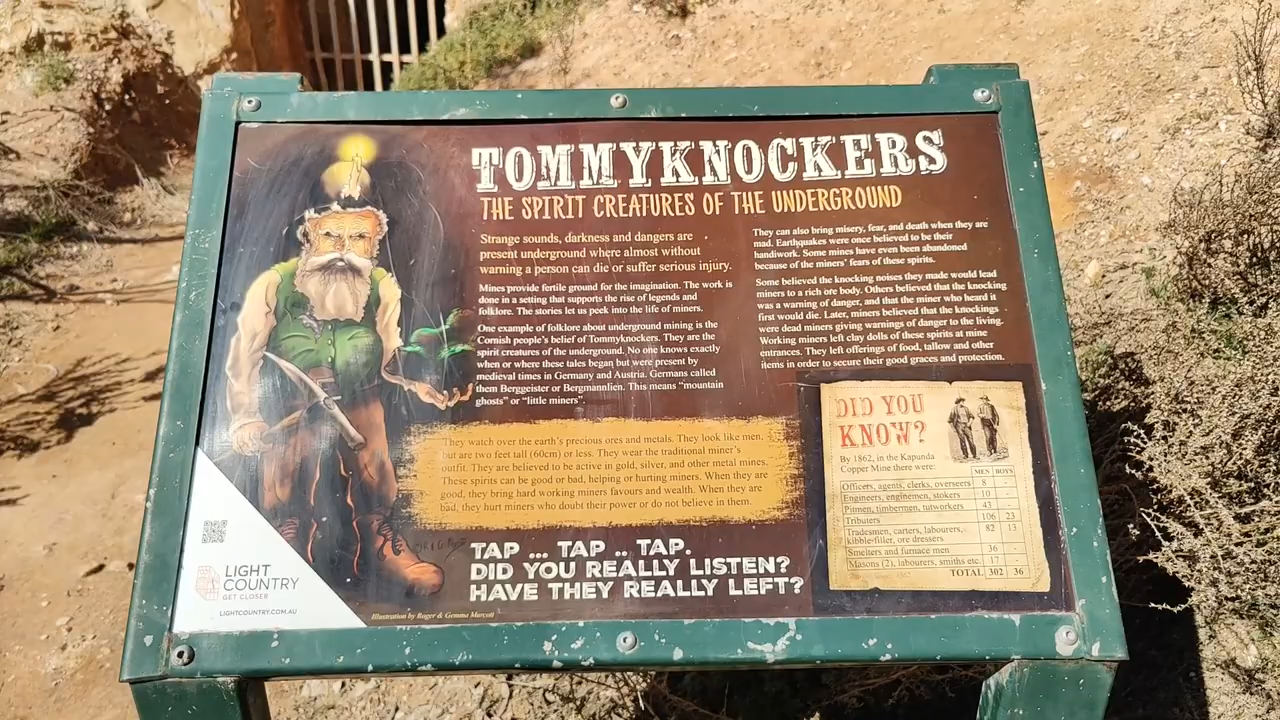 TOMMYKNOCKERS
THE SPIRIT CREATURES OF THE UNDERGROUND
Strange sounds, darkness and dangers are
present underground where almost without
warning a person can die or suffer serious injury.
Mines provide fertile ground for the imagination. The work is
done in a setting that supports the rise of legends and
folklore. The stories let us peek into the life of miners.
One example of folklore about underground mining is the
Cornish people's belief of Tommyknockers. They are the
spirit creatures of the underground. No one knows exactly
when or where these tales began but were present by
medieval times in Germany and Austria. Germans called
them Berggeister or Bergmannlien. This means “mountain
ghosts” or “little miners”.
They can also bring misery, fear, and death when they are
mad. Earthquakes were once believed to be their
handiwork. Some mines have even been abandoned
because of the miners' fears of these spirits.
Some believed the knocking noises they made would lead
miners to a rich ore body. Others believed that the knocking
was a warning of danger, and that the miner who heard it
first would die. Later, miners believed that the knockings
were dead miners giving warnings of danger to the living.
Working miners left clay dolls of these spirits at mine
entrances. They left offerings of food, tallow and other
items in order to secure their good graces and protection.
They watch over the earth's precious ores and metals. They look like men,
but are two feet tall (60cm) or less. They wear the traditional miner's
outfit. They are believed to be active in gold, silver, and other metal mines.
These spirits can be good or bad, helping or hurting miners. When they are
good, they bring hard working miners favours and wealth. When they are
bad, they hurt miners who doubt their power or do not believe in them.
TAP ... TAP .. TAP.
DID YOU REALLY LISTEN?
HAVE THEY REALLY LEFT?
DID YOU
KNOW?
By 1862, in the Kapunda
Copper Mine there were:
MEN BOYS
Officers, agents, clerks, overseers 8 -
Engineers, enginemen, stokers 10 -
Pitmen, timbermen, tutworkers 43 -
Tributers 106 23
Tradesmen, carters, labourers, 82 13
kibble-filler, ore dressers
Smelters and furnace men 36 -
Masons (2), labourers, smiths etc. 17 -
TOTAL 302 36
LIGHT
COUNTRY
GET CLOSER
LIGHTCOUNTRY.COM.AU
Illustration by Roger & Gemma Marcott